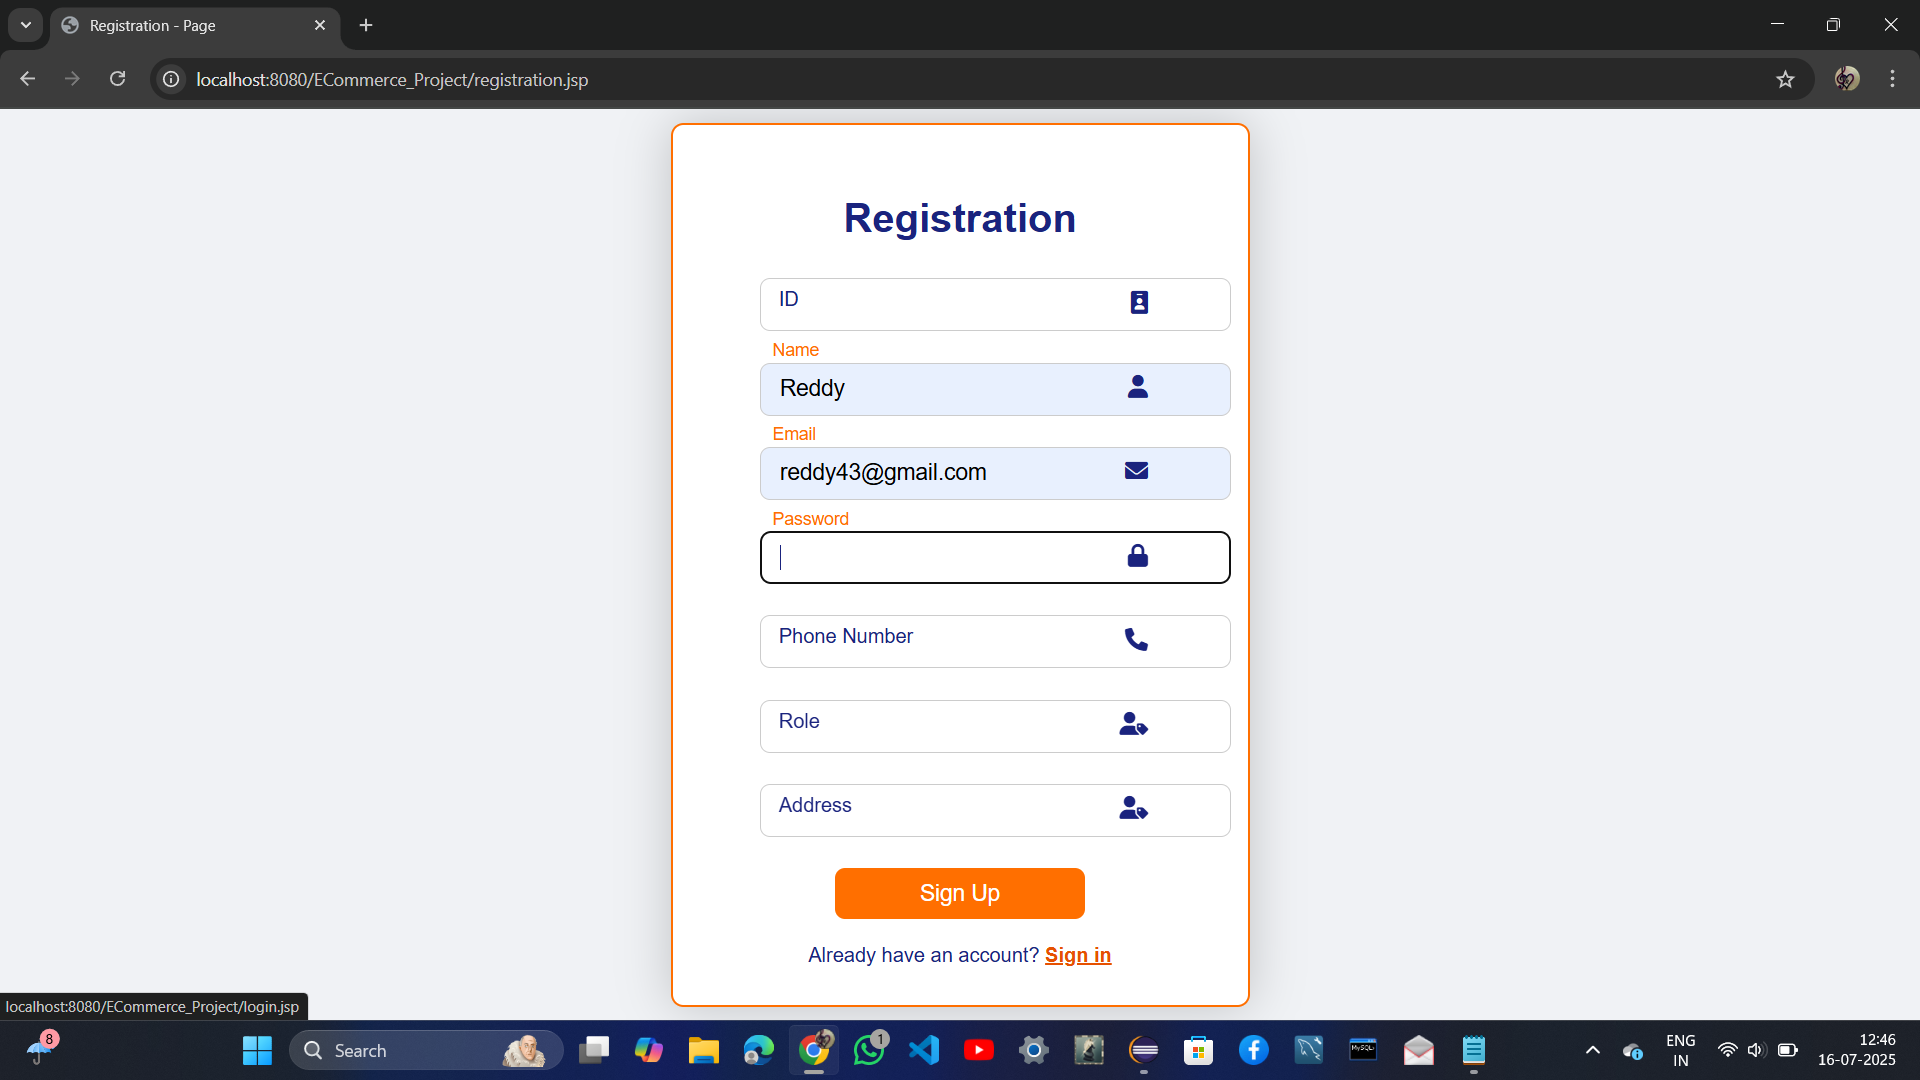 Registration - Page
localhost:8080/ECommerce_Project/registration.jsp
Registration
ID
Name
Reddy
Email
reddy43@gmail.com
Password
Phone Number
Role
Address
Sign Up
Already have an account? Sign in
localhost:8080/ECommerce_Project/login.jsp
8
Search
1
MySQL
ENG
IN
12:46
16-07-2025